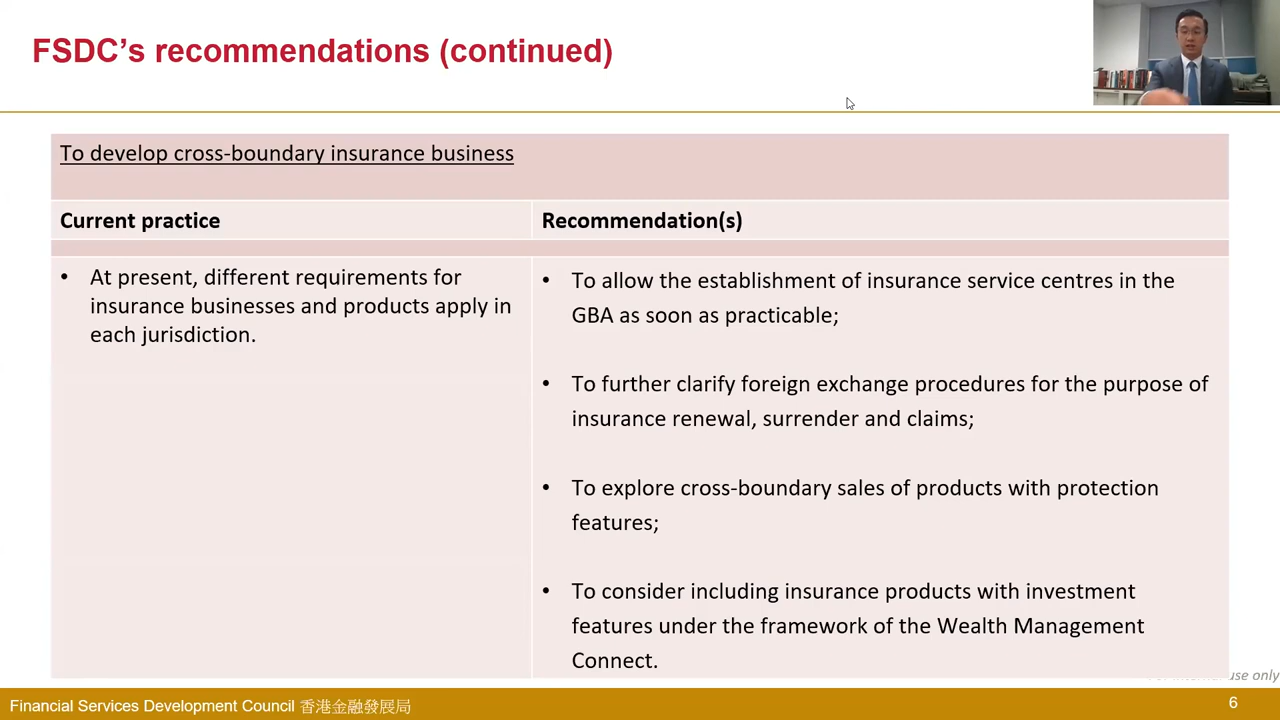 FSDC’s recommendations (continued)
To develop cross-boundary insurance business
Current practice
Recommendation(s)
• At present, different requirements for
insurance businesses and products apply in
each jurisdiction.
• To allow the establishment of insurance service centres in the
GBA as soon as practicable;
• To further clarify foreign exchange procedures for the purpose of
insurance renewal, surrender and claims;
• To explore cross-boundary sales of products with protection
features;
• To consider including insurance products with investment
features under the framework of the Wealth Management
Connect.
use only
Financial Services Development Council 香港金融發展局
6